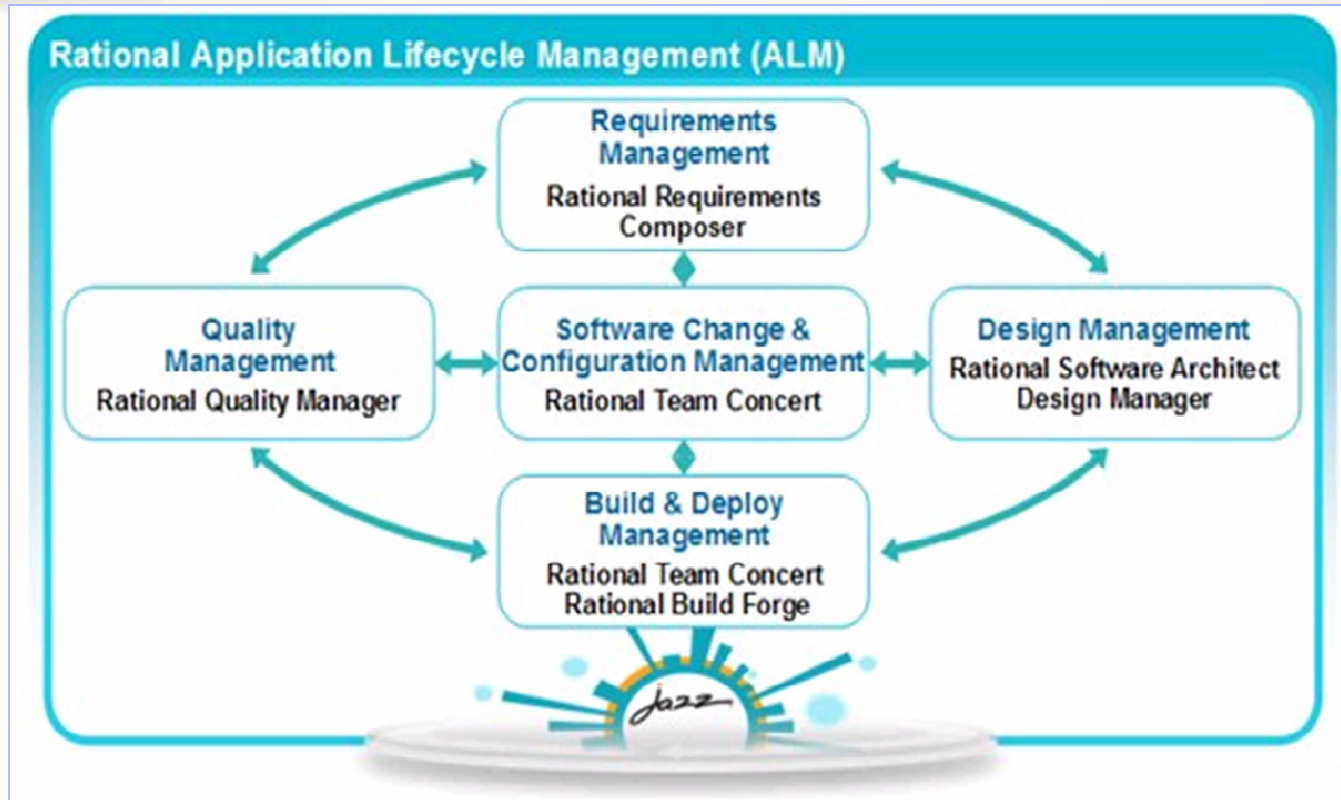 Rational Application Lifecycle Management (ALM)
Requirements
Management
Rational Requirements
Composer
Quality
Management
Rational Quality Manager
Software Change &
Configuration Management
Rational Team Concert
Design Management
Rational Software Architect
Design Manager
Build & Deploy
Management
Rational Team Concert
Rational Build Forge
jazz